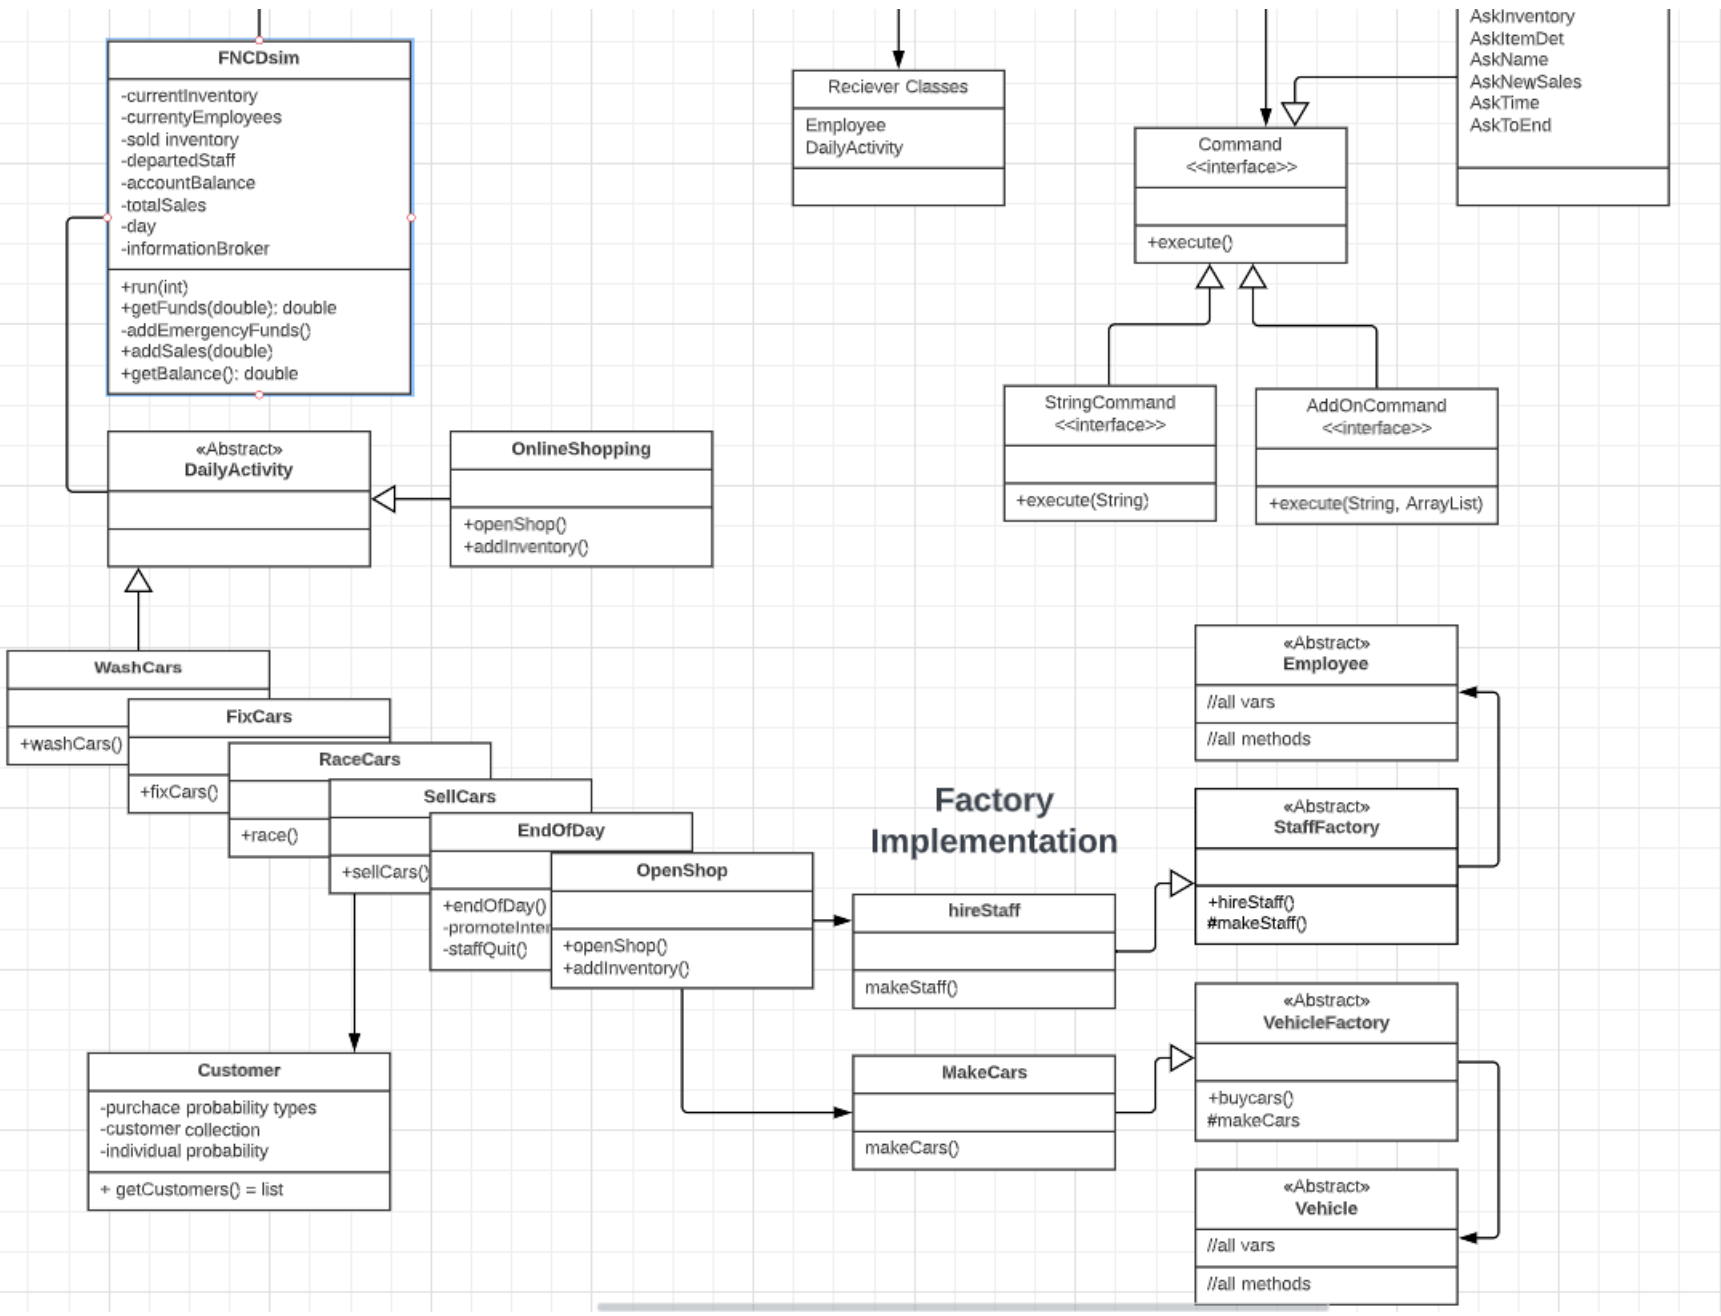 FNCDsim
-currentInventory
-currentyEmployees
-sold inventory
-departedStaff
-accountBalance
-totalSales
-day
-informationBroker
+run(int)
+getFunds(double): double
-addEmergencyFunds()
+addSales(double)
+getBalance(): double
Reciever Classes
Employee
DailyActivity
Command
<<interface>>
+execute()
AskInventory
AskItemDet
AskName
AskNewSales
AskTime
AskToEnd
StringCommand
<<interface>>
+execute(String)
AddOnCommand
<<interface>>
+execute(String, ArrayList)
«Abstract»
DailyActivity
OnlineShopping
+openShop()
+addInventory()
WashCars
+washCars()
FixCars
+fixCars()
RaceCars
+race()
SellCars
+sellCars()
EndOfDay
+endOfDay()
-promoteInter
-staffQuit()
OpenShop
+openShop()
+addInventory()
Customer
-purchace probability types
-customer collection
-individual probability
+ getCustomers() = list
Factory
Implementation
hireStaff
makeStaff()
MakeCars
makeCars()
«Abstract»
Employee
//all vars
//all methods
«Abstract»
StaffFactory
+hireStaff()
#makeStaff()
«Abstract»
VehicleFactory
+buycars()
#makeCars
«Abstract»
Vehicle
//all vars
//all methods